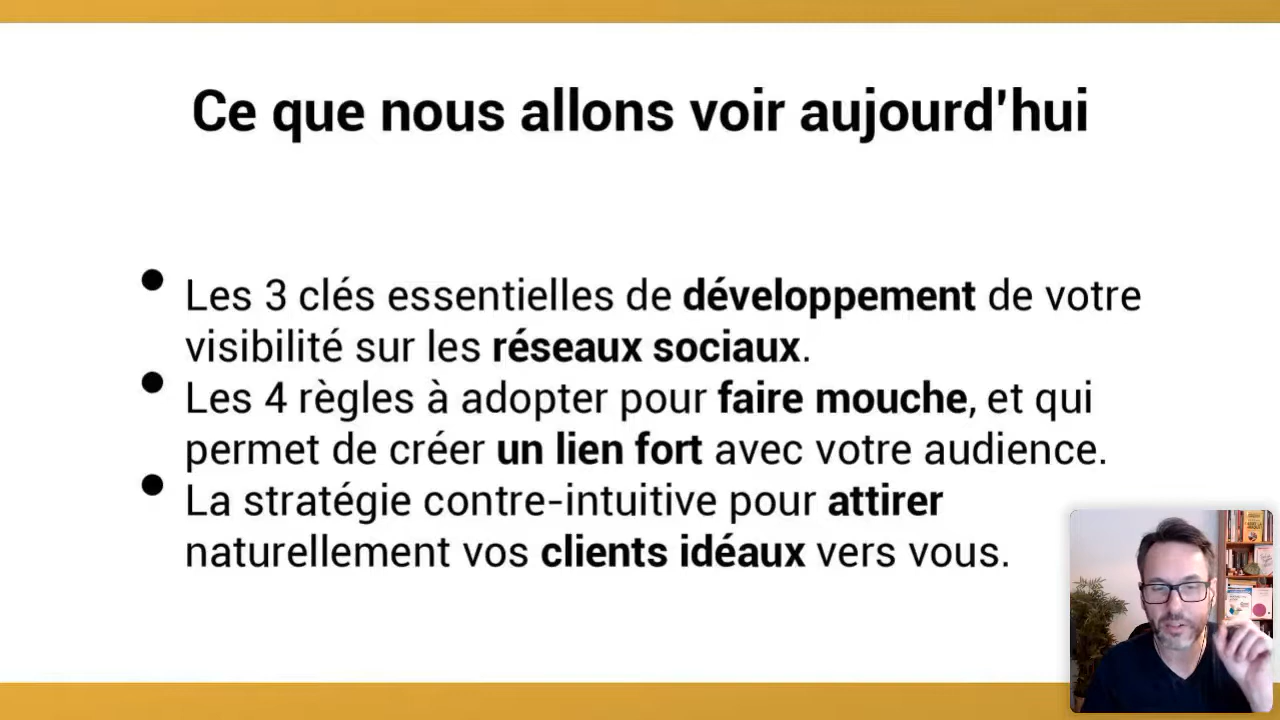 Ce que nous allons voir aujourd'hui
Les 3 clés essentielles de développement de votre
visibilité sur les réseaux sociaux.
Les 4 règles à adopter pour faire mouche, et qui
permet de créer un lien fort avec votre audience.
La stratégie contre-intuitive pour attirer
naturellement vos clients idéaux vers vous.